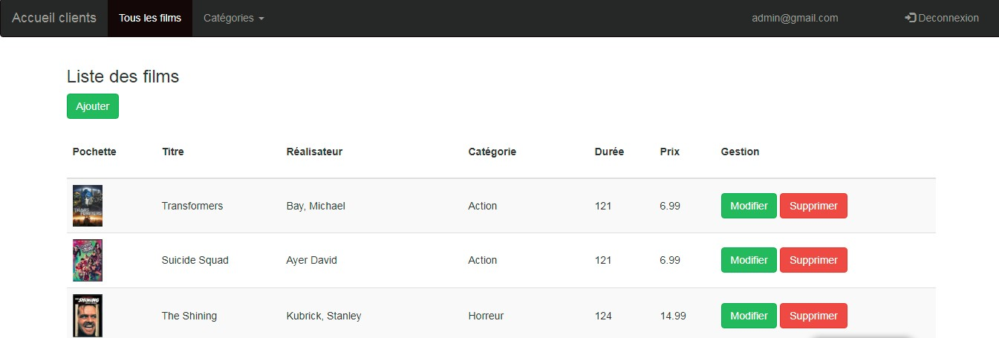 Accueil clients Tous les films Catégories admin@gmail.com Deconnexion
Liste des films
Ajouter
Pochette Titre Réalisateur Catégorie Durée Prix Gestion
Transformers Bay, Michael Action 121 6.99 Modifier Supprimer
Suicide Squad Ayer David Action 121 6.99 Modifier Supprimer
The Shining Kubrick, Stanley Horreur 124 14.99 Modifier Supprimer